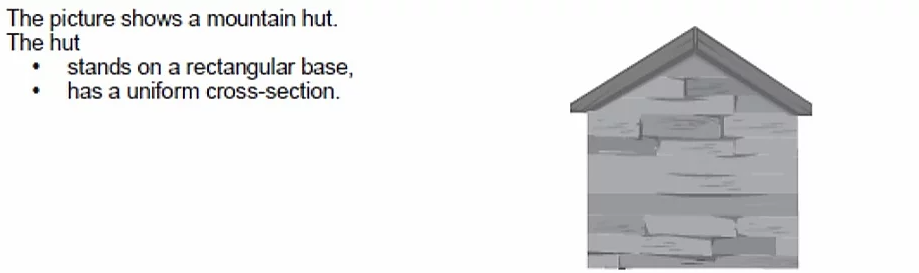 The picture shows a mountain hut.
The hut
• stands on a rectangular base,
• has a uniform cross-section.